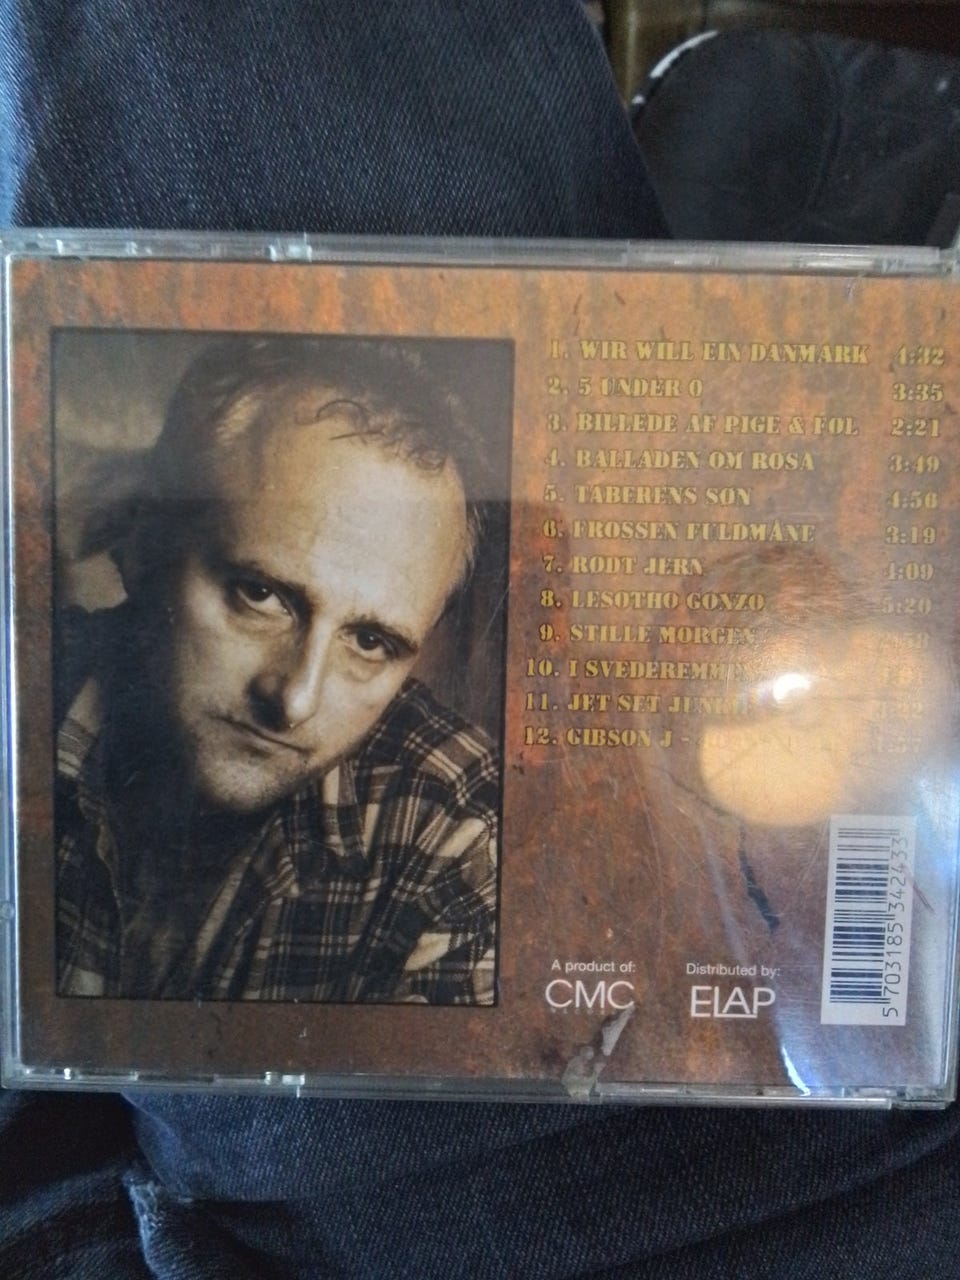 1. WIR WILL EIN DANMARK 4:32
2. 5 UNDER 0 3:35
3. BILLEDE AF PIGE & FØL 2:21
4. BALLADEN OM ROSA 3:49
5. TABERENS SØN 4:56
6. FROSSEN FULDMÅNE 3:19
7. RØDT JERN 4:09
8. LESOTHO GONZO 5:20
9. STILLE MORGEN
10. I
11. JET SET
12. GIBSON J -
A product of:
CMC
Distributed by:
ELAP
5 703185 342433